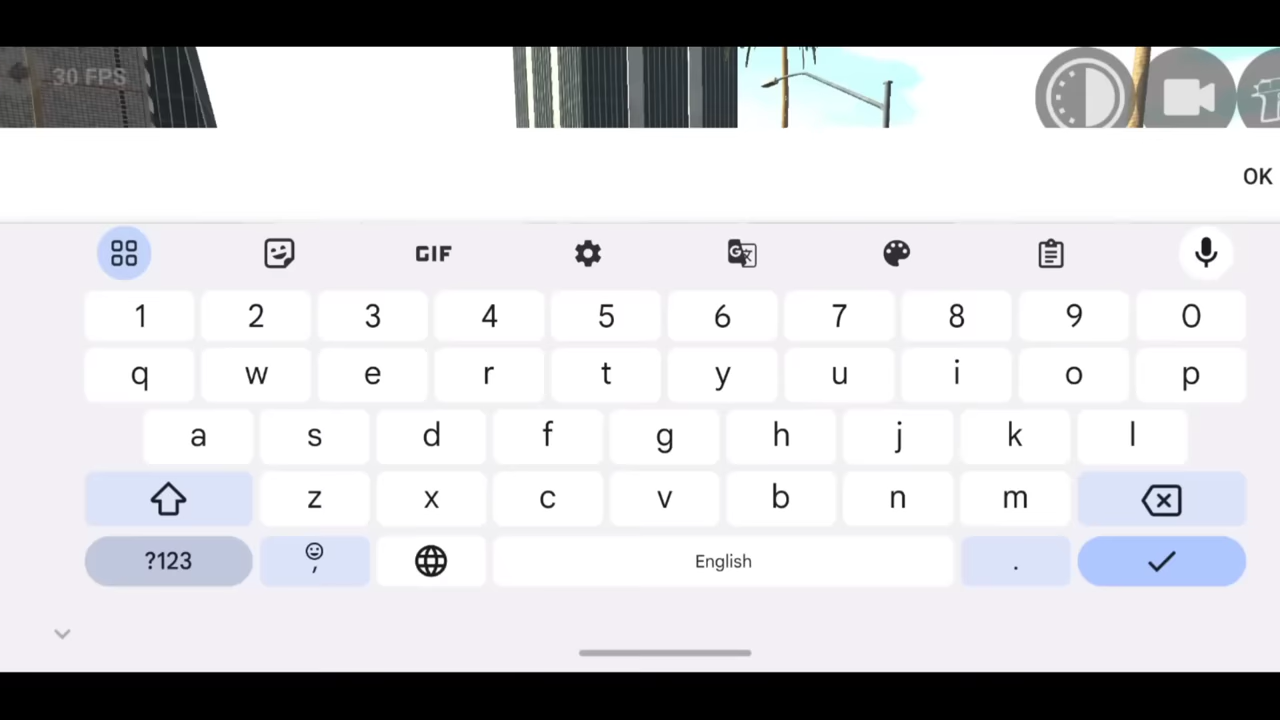 30 FPS
OK
GIF
1 2 3 4 5 6 7 8 9 0
q w e r t y u i o p
a s d f g h j k l
z x c v b n m
?123 , English .